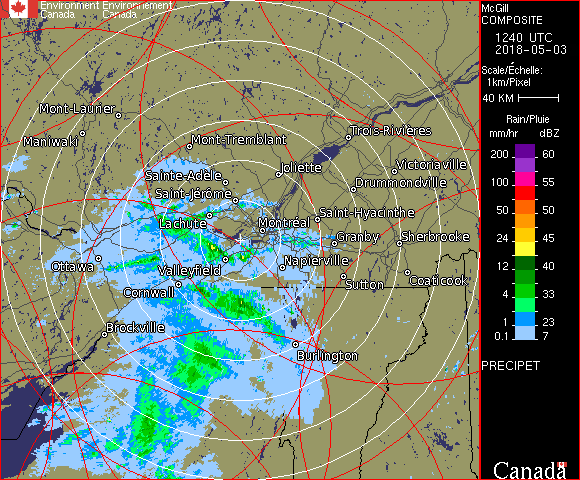 Environment Environnement
Canada Canada
McGill
COMPOSITE
1240 UTC
2018-05-03
Scale/Échelle:
1km/Pixel
40 KM
Rain/Pluie
mm/hr dBZ
200 60
100 55
50 50
24 45
12 40
4 33
1 23
0.1 7
PRECIPET
Canada
Mont-Laurier
Maniwaki
Mont-Tremblant
Trois-Rivières
Joliette
Victoriaville
Sainte-Adèle
Drummondville
Saint-Jérôme
Saint-Hyacinthe
Lachute
Montréal
Granby
Sherbrooke
Ottawa
Valleyfield
Napierville
Cornwall
Sutton
Coaticook
Brockville
Burlington